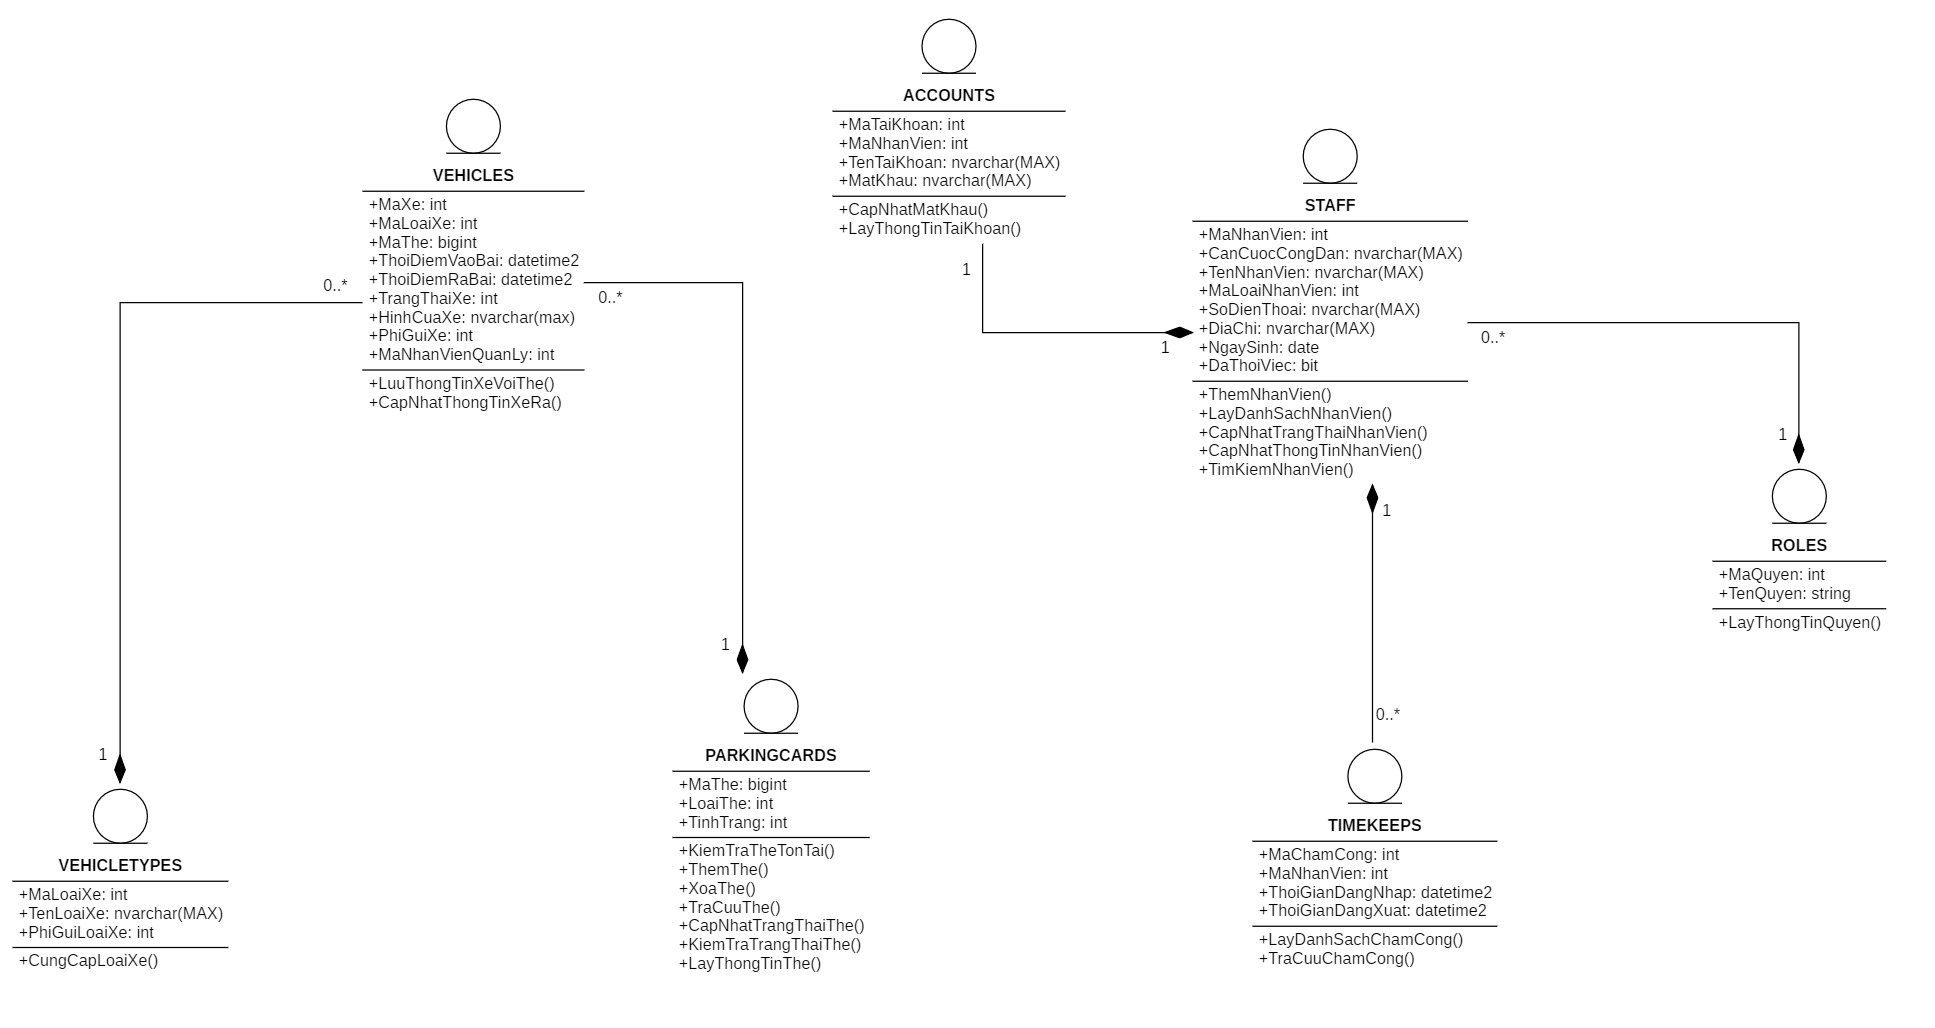 ACCOUNTS
+MaTaiKhoan: int
+MaNhanVien: int
+TenTaiKhoan: nvarchar(MAX)
+MatKhau: nvarchar(MAX)
+CapNhatMatKhau()
+LayThongTinTaiKhoan()
1
1
VEHICLES
+MaXe: int
+MaLoaiXe: int
+MaThe: bigint
+ThoiDiemVaoBai: datetime2
+ThoiDiemRaBai: datetime2
+TrangThaiXe: int
+HinhCuaXe: nvarchar(max)
+PhiGuiXe: int
+MaNhanVienQuanLy: int
+LuuThongTinXeVoiThe()
+CapNhatThongTinXeRa()
0..*
0..*
STAFF
+MaNhanVien: int
+CanCuocCongDan: nvarchar(MAX)
+TenNhanVien: nvarchar(MAX)
+MaLoaiNhanVien: int
+SoDienThoai: nvarchar(MAX)
+DiaChi: nvarchar(MAX)
+NgaySinh: date
+DaThoiViec: bit
+ThemNhanVien()
+LayDanhSachNhanVien()
+CapNhatTrangThaiNhanVien()
+CapNhatThongTinNhanVien()
+TimKiemNhanVien()
0..*
1
1
ROLES
+MaQuyen: int
+TenQuyen: string
+LayThongTinQuyen()
1
PARKINGCARDS
+MaThe: bigint
+LoaiThe: int
+TinhTrang: int
+KiemTraTheTonTai()
+ThemThe()
+XoaThe()
+TraCuuThe()
+CapNhatTrangThaiThe()
+KiemTraTrangThaiThe()
+LayThongTinThe()
0..*
TIMEKEEPS
+MaChamCong: int
+MaNhanVien: int
+ThoiGianDangNhap: datetime2
+ThoiGianDangXuat: datetime2
+LayDanhSachChamCong()
+TraCuuChamCong()
1
VEHICLETYPES
+MaLoaiXe: int
+TenLoaiXe: nvarchar(MAX)
+PhiGuiLoaiXe: int
+CungCapLoaiXe()